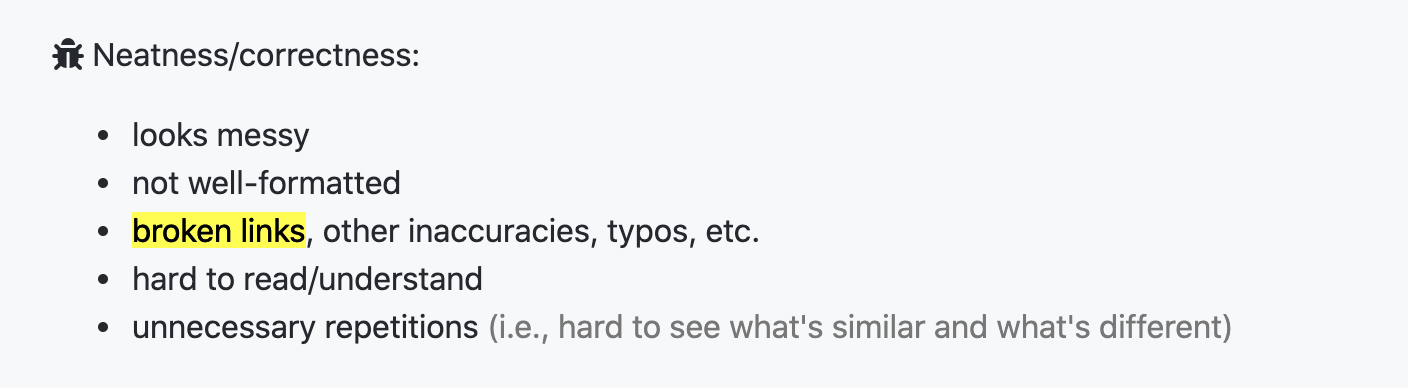 Neatness/correctness:
• looks messy
• not well-formatted
• broken links, other inaccuracies, typos, etc.
• hard to read/understand
• unnecessary repetitions (i.e., hard to see what's similar and what's different)